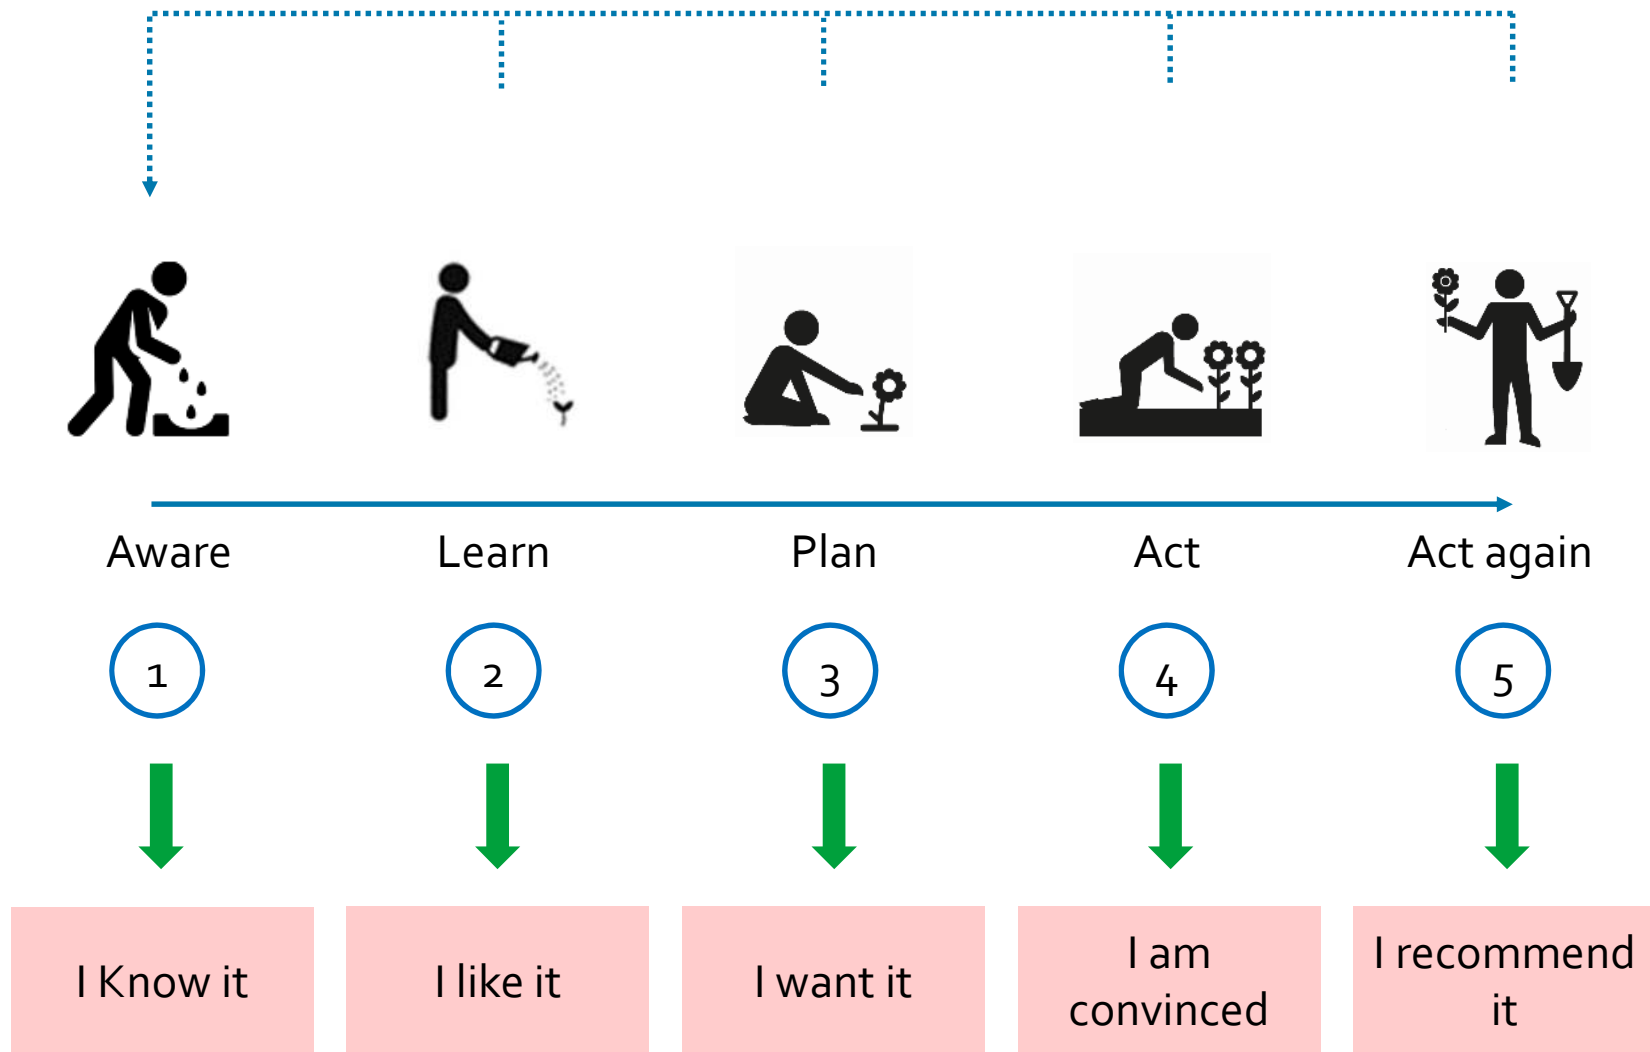 Aware
Learn
Plan
Act
Act again
1
2
3
4
5
I Know it
I like it
I want it
I am
convinced
I recommend
it